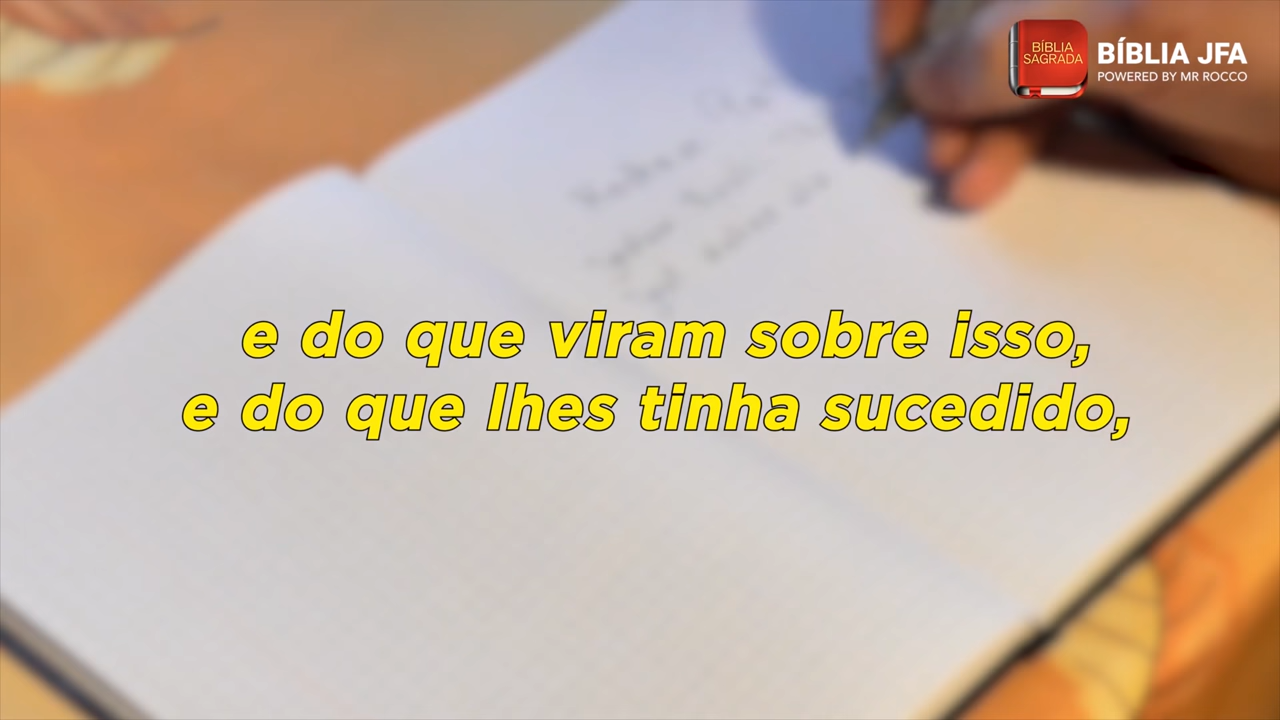 BÍBLIA
SAGRADA
BÍBLIA JFA
POWERED BY MR ROCCO
e do que viram sobre isso,
e do que lhes tinha sucedido,